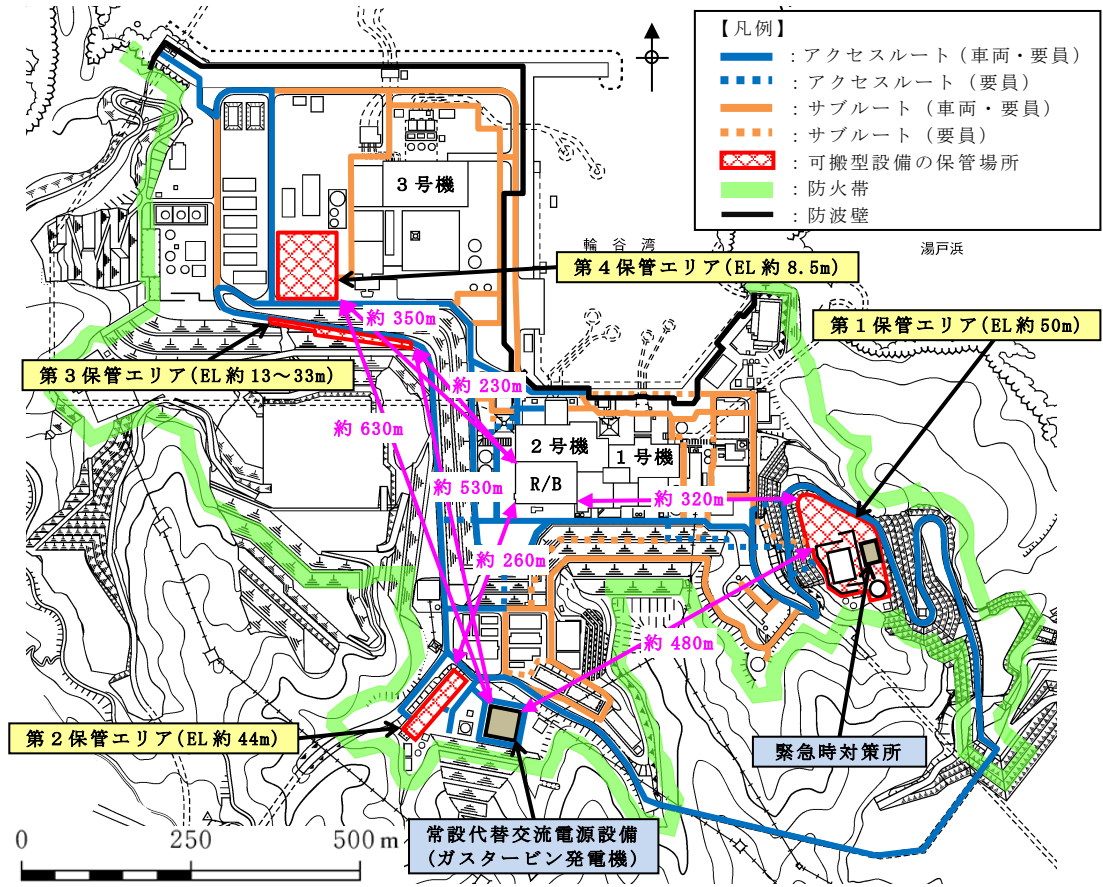 【凡例】
：アクセスルート（車両・要員）
：アクセスルート（要員）
：サブルート（車両・要員）
：サブルート（要員）
：可搬型設備の保管場所
：防火帯
：防波壁
3号機
輪谷湾
湯戸浜
第4保管エリア(EL約8.5m)
第1保管エリア(EL約50m)
約350m
第3保管エリア(EL約13～33m)
約230m
約630m
2号機
1号機
R/B
約530m
約320m
約260m
約480m
第2保管エリア(EL約44m)
緊急時対策所
常設代替交流電源設備
(ガスタービン発電機)
0 250 500m